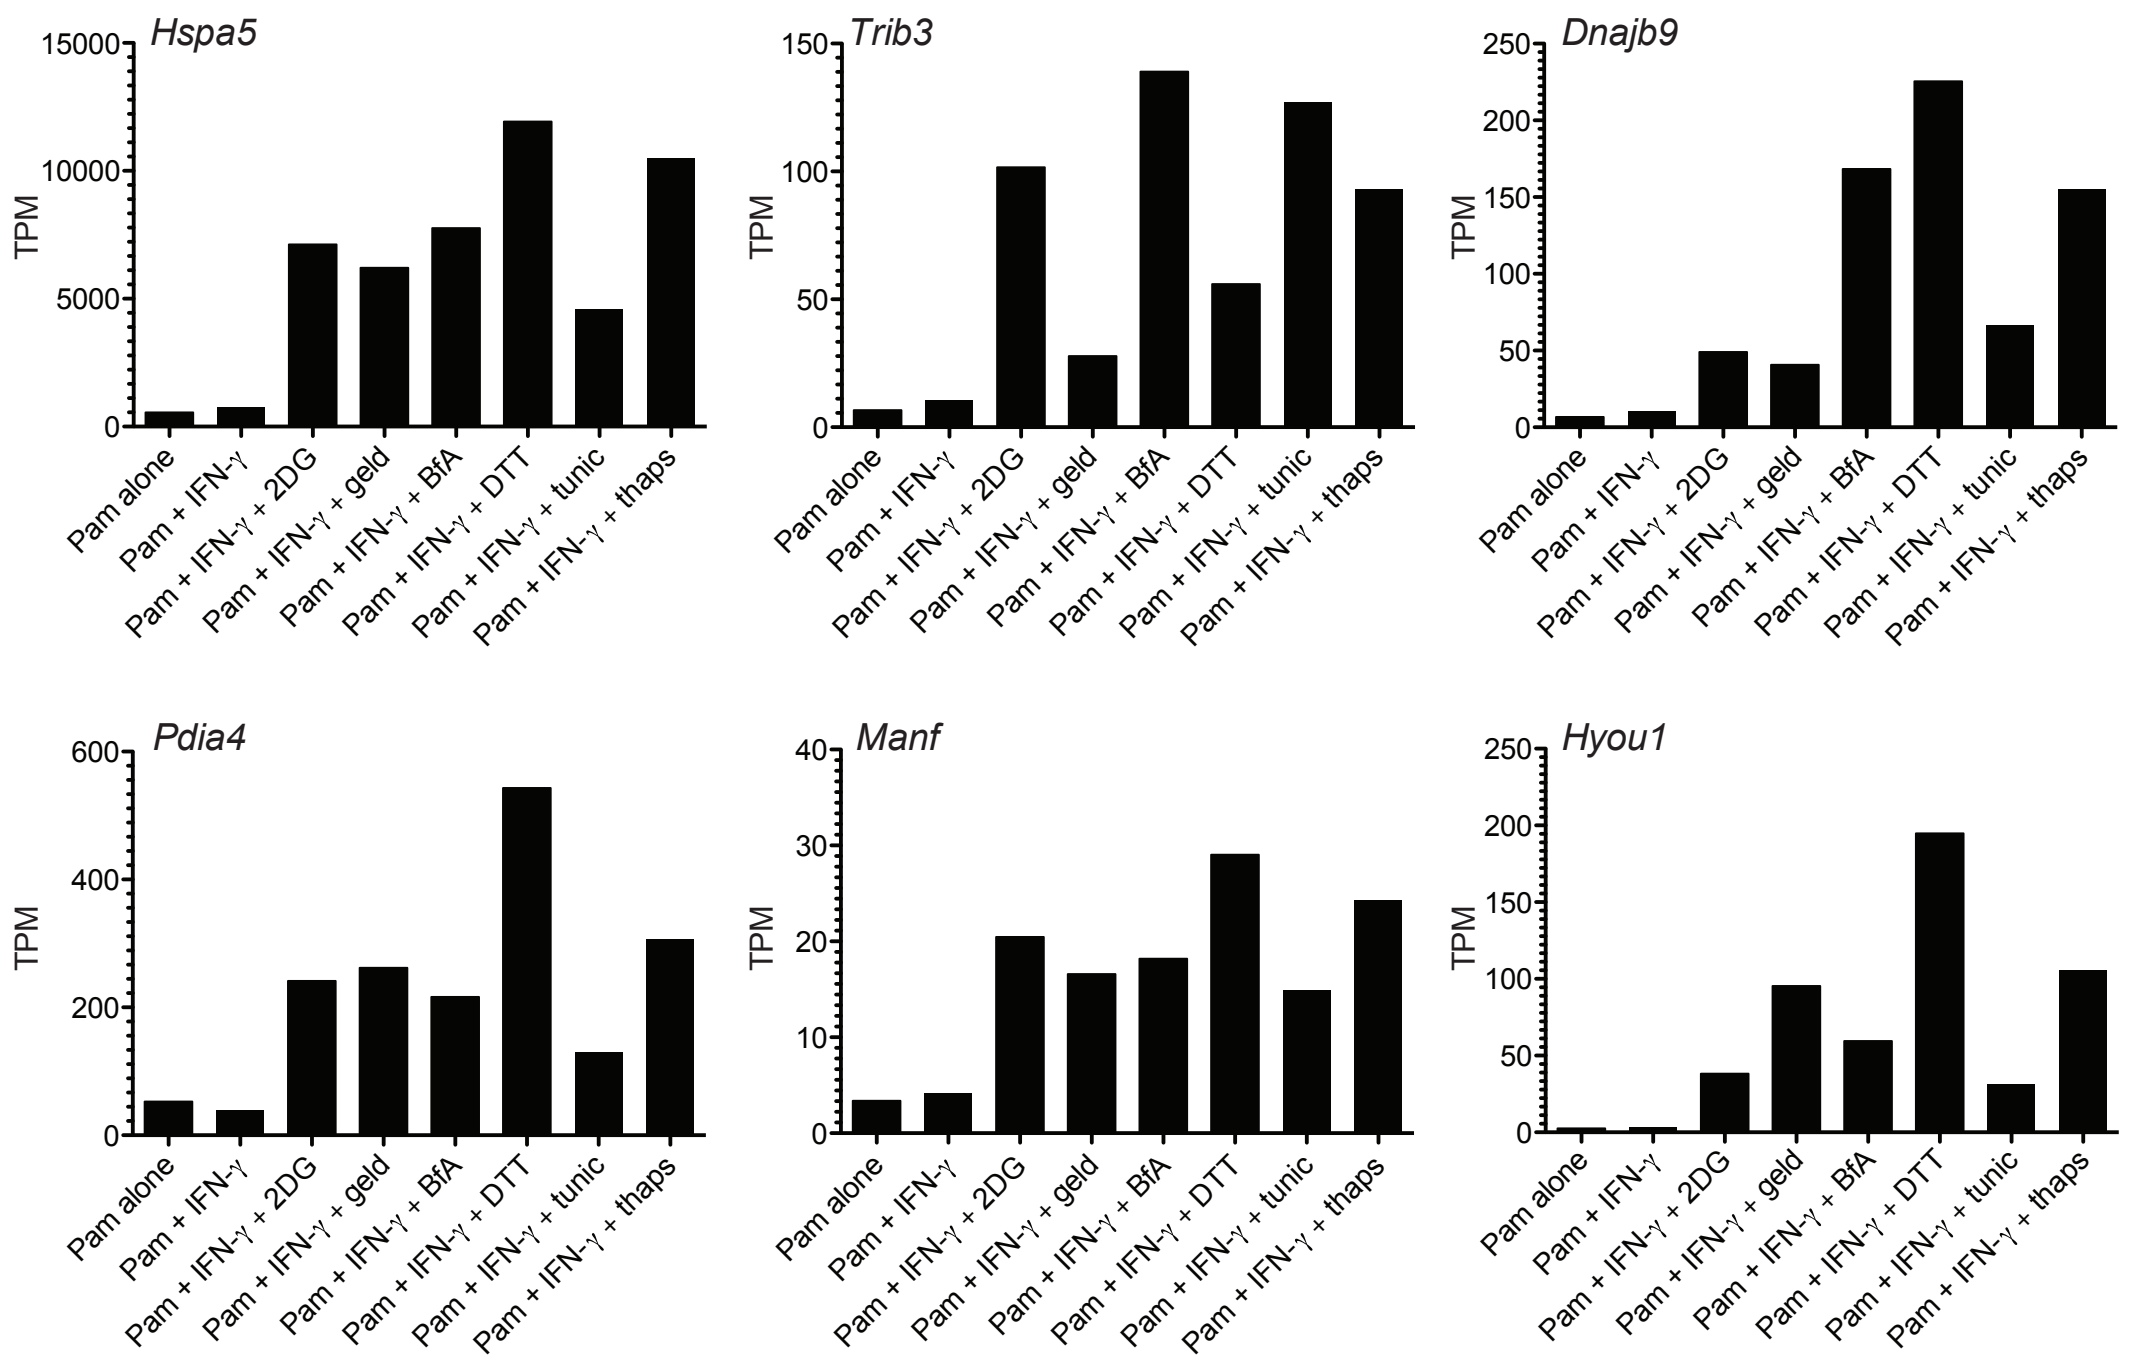 Hspa5
TPM
15000
10000
5000
0
Pam alone
Pam + IFN-γ
Pam + IFN-γ + 2DG
Pam + IFN-γ + geld
Pam + IFN-γ + BfA
Pam + IFN-γ + DTT
Pam + IFN-γ + tunic
Pam + IFN-γ + thaps
Trib3
TPM
150
100
50
0
Pam alone
Pam + IFN-γ
Pam + IFN-γ + 2DG
Pam + IFN-γ + geld
Pam + IFN-γ + BfA
Pam + IFN-γ + DTT
Pam + IFN-γ + tunic
Pam + IFN-γ + thaps
Dnajb9
TPM
250
200
150
100
50
0
Pam alone
Pam + IFN-γ
Pam + IFN-γ + 2DG
Pam + IFN-γ + geld
Pam + IFN-γ + BfA
Pam + IFN-γ + DTT
Pam + IFN-γ + tunic
Pam + IFN-γ + thaps
Pdia4
TPM
600
400
200
0
Pam alone
Pam + IFN-γ
Pam + IFN-γ + 2DG
Pam + IFN-γ + geld
Pam + IFN-γ + BfA
Pam + IFN-γ + DTT
Pam + IFN-γ + tunic
Pam + IFN-γ + thaps
Manf
TPM
40
30
20
10
0
Pam alone
Pam + IFN-γ
Pam + IFN-γ + 2DG
Pam + IFN-γ + geld
Pam + IFN-γ + BfA
Pam + IFN-γ + DTT
Pam + IFN-γ + tunic
Pam + IFN-γ + thaps
Hyou1
TPM
250
200
150
100
50
0
Pam alone
Pam + IFN-γ
Pam + IFN-γ + 2DG
Pam + IFN-γ + geld
Pam + IFN-γ + BfA
Pam + IFN-γ + DTT
Pam + IFN-γ + tunic
Pam + IFN-γ + thaps